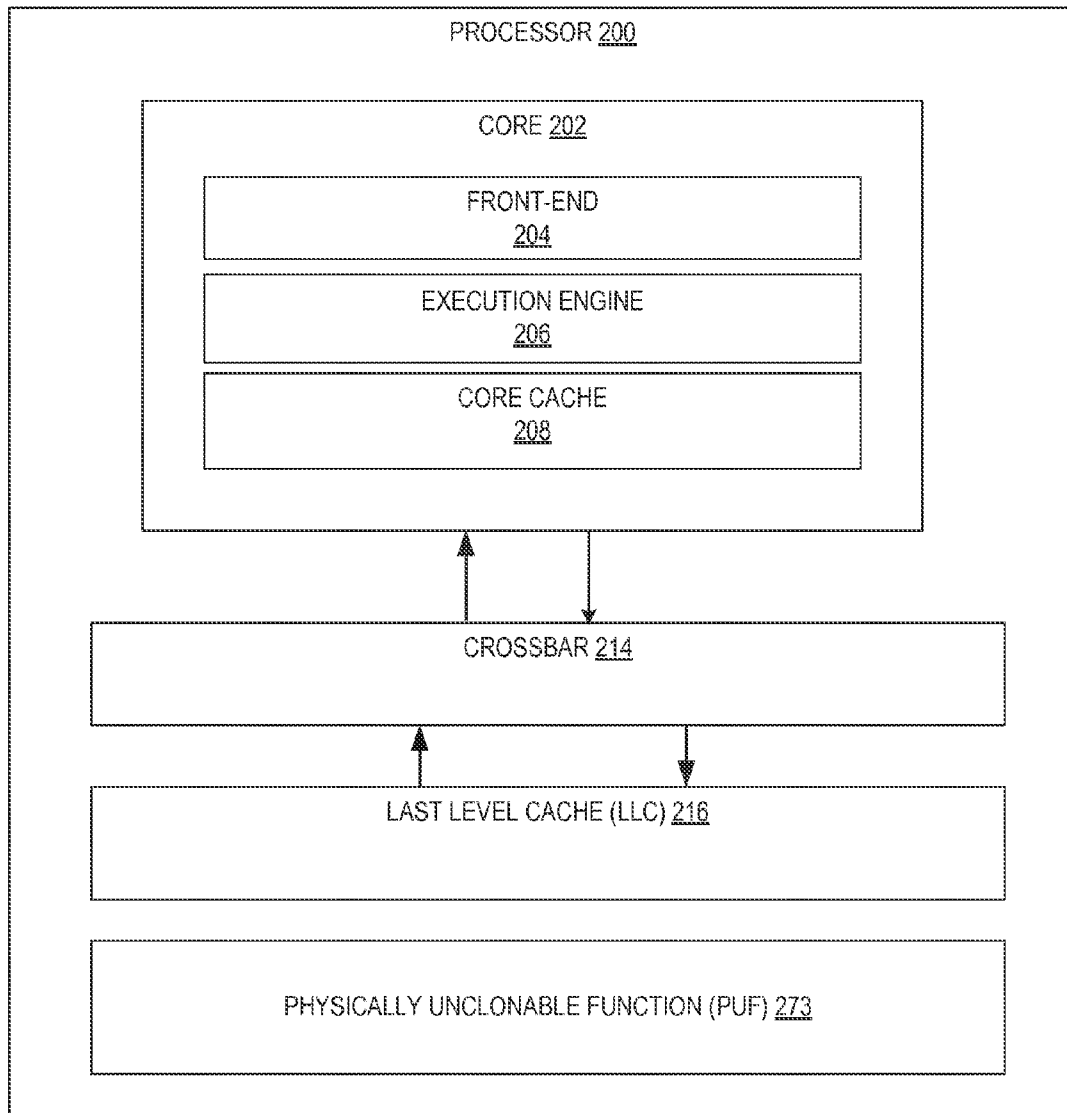 PROCESSOR 200
CORE 202
FRONT-END
204
EXECUTION ENGINE
206
CORE CACHE
208
CROSSBAR 214
LAST LEVEL CACHE (LLC) 216
PHYSICALLY UNCLONABLE FUNCTION (PUF) 273